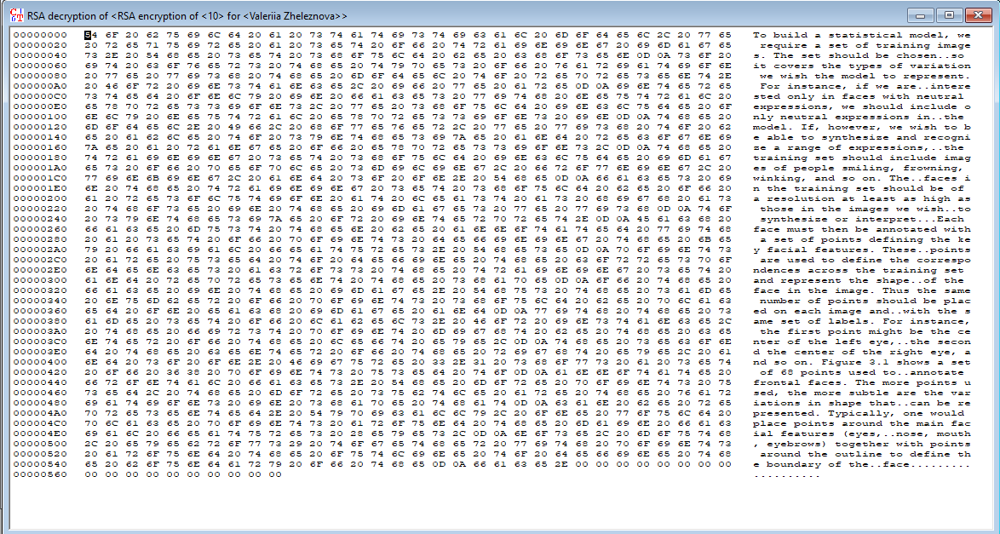 RSA decryption of <RSA encryption of <10> for <Valeriia Zheleznova>>
00000000 54 6F 20 62 75 69 6C 64 20 61 20 73 74 61 74 69 73 74 69 63 61 6C 20 6D 6F 64 65 6C 2C 20 77 65 To build a statistical model, we
00000020 20 72 65 71 75 69 72 65 20 61 20 73 65 74 20 6F 66 20 74 72 61 69 6E 69 6E 67 20 69 6D 61 67 65  require a set of training image
00000040 73 2E 20 54 68 65 20 73 65 74 20 73 68 6F 75 6C 64 20 62 65 20 63 68 6F 73 65 6E 0D 0A 73 6F 20 s. The set should be chosen..so
00000060 69 74 20 63 6F 76 65 72 73 20 74 68 65 20 74 79 70 65 73 20 6F 66 20 76 61 72 69 61 74 69 6F 6E it covers the types of variation
00000080 20 77 65 20 77 69 73 68 20 74 68 65 20 6D 6F 64 65 6C 20 74 6F 20 72 65 70 72 65 73 65 6E 74 2E  we wish the model to represent.
000000A0 20 46 6F 72 20 69 6E 73 74 61 6E 63 65 2C 20 69 66 20 77 65 20 61 72 65 0D 0A 69 6E 74 65 72 65  For instance, if we are..intere
000000C0 73 74 65 64 20 6F 6E 6C 79 20 69 6E 20 66 61 63 65 73 20 77 69 74 68 20 6E 65 75 74 72 61 6C 20 sted only in faces with neutral
000000E0 65 78 70 72 65 73 73 69 6F 6E 73 2C 20 77 65 20 73 68 6F 75 6C 64 20 69 6E 63 6C 75 64 65 20 6F expressions, we should include o
00000100 6E 6C 79 20 6E 65 75 74 72 61 6C 20 65 78 70 72 65 73 73 69 6F 6E 73 20 69 6E 0D 0A 74 68 65 20 nly neutral expressions in..the
00000120 6D 6F 64 65 6C 2E 20 49 66 2C 20 68 6F 77 65 76 65 72 2C 20 77 65 20 77 69 73 68 20 74 6F 20 62 model. If, however, we wish to b
00000140 65 20 61 62 6C 65 20 74 6F 20 73 79 6E 74 68 65 73 69 7A 65 20 61 6E 64 20 72 65 63 6F 67 6E 69 e able to synthesize and recogni
00000160 7A 65 20 61 20 72 61 6E 67 65 20 6F 66 20 65 78 70 72 65 73 73 69 6F 6E 73 2C 0D 0A 74 68 65 20 ze a range of expressions,..the
00000180 74 72 61 69 6E 69 6E 67 20 73 65 74 20 73 68 6F 75 6C 64 20 69 6E 63 6C 75 64 65 20 69 6D 61 67 training set should include imag
000001A0 65 73 20 6F 66 20 70 65 6F 70 6C 65 20 73 6D 69 6C 69 6E 67 2C 20 66 72 6F 77 6E 69 6E 67 2C 20 es of people smiling, frowning,
000001C0 77 69 6E 6B 69 6E 67 2C 20 61 6E 64 20 73 6F 20 6F 6E 2E 20 54 68 65 0D 0A 66 61 63 65 73 20 69 winking, and so on. The..faces i
000001E0 6E 20 74 68 65 20 74 72 61 69 6E 69 6E 67 20 73 65 74 20 73 68 6F 75 6C 64 20 62 65 20 6F 66 20 n the training set should be of
00000200 61 20 72 65 73 6F 6C 75 74 69 6F 6E 20 61 74 20 6C 65 61 73 74 20 61 73 20 68 69 67 68 20 61 73 a resolution at least as high as
00000220 20 74 68 6F 73 65 20 69 6E 20 74 68 65 20 69 6D 61 67 65 73 20 77 65 20 77 69 73 68 0D 0A 74 6F  those in the images we wish..to
00000240 20 73 79 6E 74 68 65 73 69 7A 65 20 6F 72 20 69 6E 74 65 72 70 72 65 74 2E 0D 0A 45 61 63 68 20  synthesize or interpret...Each
00000260 66 61 63 65 20 6D 75 73 74 20 74 68 65 6E 20 62 65 20 61 6E 6E 6F 74 61 74 65 64 20 77 69 74 68 face must then be annotated with
00000280 20 61 20 73 65 74 20 6F 66 20 70 6F 69 6E 74 73 20 64 65 66 69 6E 69 6E 67 20 74 68 65 20 6B 65  a set of points defining the ke
000002A0 79 20 66 61 63 69 61 6C 20 66 65 61 74 75 72 65 73 2E 20 54 68 65 73 65 0D 0A 70 6F 69 6E 74 73 y facial features. These..points
000002C0 20 61 72 65 20 75 73 65 64 20 74 6F 20 64 65 66 69 6E 65 20 74 68 65 20 63 6F 72 72 65 73 70 6F  are used to define the correspo
000002E0 6E 64 65 6E 63 65 73 20 61 63 72 6F 73 73 20 74 68 65 20 74 72 61 69 6E 69 6E 67 20 73 65 74 20 ndences across the training set
00000300 61 6E 64 20 72 65 70 72 65 73 65 6E 74 20 74 68 65 20 73 68 61 70 65 0D 0A 6F 66 20 74 68 65 20 and represent the shape..of the
00000320 66 61 63 65 20 69 6E 20 74 68 65 20 69 6D 61 67 65 2E 20 54 68 75 73 20 74 68 65 20 73 61 6D 65 face in the image. Thus the same
00000340 20 6E 75 6D 62 65 72 20 6F 66 20 70 6F 69 6E 74 73 20 73 68 6F 75 6C 64 20 62 65 20 70 6C 61 63  number of points should be plac
00000360 65 64 20 6F 6E 20 65 61 63 68 20 69 6D 61 67 65 20 61 6E 64 0D 0A 77 69 74 68 20 74 68 65 20 73 ed on each image and..with the s
00000380 61 6D 65 20 73 65 74 20 6F 66 20 6C 61 62 65 6C 73 2E 20 46 6F 72 20 69 6E 73 74 61 6E 63 65 2C ame set of labels. For instance,
000003A0 20 74 68 65 20 66 69 72 73 74 20 70 6F 69 6E 74 20 6D 69 67 68 74 20 62 65 20 74 68 65 20 63 65  the first point might be the ce
000003C0 6E 74 65 72 20 6F 66 20 74 68 65 20 6C 65 66 74 20 65 79 65 2C 0D 0A 74 68 65 20 73 65 63 6F 6E nter of the left eye,..the secon
000003E0 64 20 74 68 65 20 63 65 6E 74 65 72 20 6F 66 20 74 68 65 20 72 69 67 68 74 20 65 79 65 2C 20 61 d the center of the right eye, a
00000400 6E 64 20 73 6F 20 6F 6E 2E 20 46 69 67 75 72 65 20 33 2E 31 20 73 68 6F 77 73 20 61 20 73 65 74 nd so on. Figure 3.1 shows a set
00000420 20 6F 66 20 36 38 20 70 6F 69 6E 74 73 20 75 73 65 64 20 74 6F 0D 0A 61 6E 6E 6F 74 61 74 65 20  of 68 points used to..annotate
00000440 66 72 6F 6E 74 61 6C 20 66 61 63 65 73 2E 20 54 68 65 20 6D 6F 72 65 20 70 6F 69 6E 74 73 20 75 frontal faces. The more points u
00000460 73 65 64 2C 20 74 68 65 20 6D 6F 72 65 20 73 75 62 74 6C 65 20 61 72 65 20 74 68 65 20 76 61 72 sed, the more subtle are the var
00000480 69 61 74 69 6F 6E 73 20 69 6E 20 73 68 61 70 65 20 74 68 61 74 0D 0A 63 61 6E 20 62 65 20 72 65 iations in shape that..can be re
000004A0 70 72 65 73 65 6E 74 65 64 2E 20 54 79 70 69 63 61 6C 6C 79 2C 20 6F 6E 65 20 77 6F 75 6C 64 20 presented. Typically, one would
000004C0 70 6C 61 63 65 20 70 6F 69 6E 74 73 20 61 72 6F 75 6E 64 20 74 68 65 20 6D 61 69 6E 20 66 61 63 place points around the main fac
000004E0 69 61 6C 20 66 65 61 74 75 72 65 73 20 28 65 79 65 73 2C 0D 0A 6E 6F 73 65 2C 20 6D 6F 75 74 68 ial features (eyes,..nose, mouth
00000500 2C 20 65 79 65 62 72 6F 77 73 29 20 74 6F 67 65 74 68 65 72 20 77 69 74 68 20 70 6F 69 6E 74 73 , eyebrows) together with points
00000520 20 61 72 6F 75 6E 64 20 74 68 65 20 6F 75 74 6C 69 6E 65 20 74 6F 20 64 65 66 69 6E 65 20 74 68  around the outline to define th
00000540 65 20 62 6F 75 6E 64 61 72 79 20 6F 66 20 74 68 65 0D 0A 66 61 63 65 2E 00 00 00 00 00 00 00 00 e boundary of the..face.........
00000560 00 00 00 00 00 00 00 00 00 00 ..........